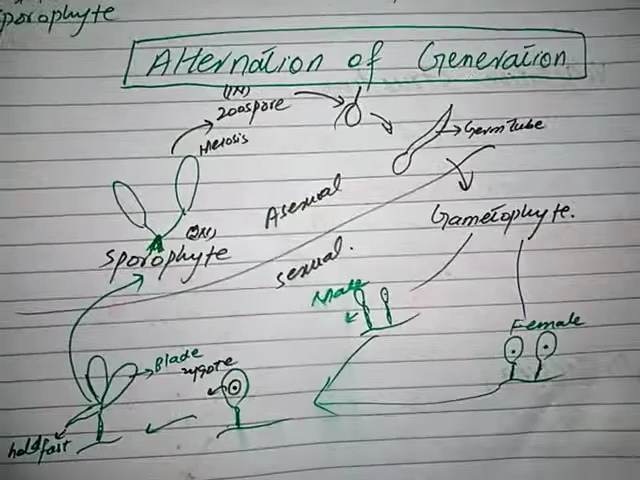 Sporophyte
Alternation of Generation
(1N)
zoospore
Meiosis
Germ tube
Asexual
Gametophyte.
(2N)
Sporophyte
sexual.
Male
Female
Blade
zygote
holdfast